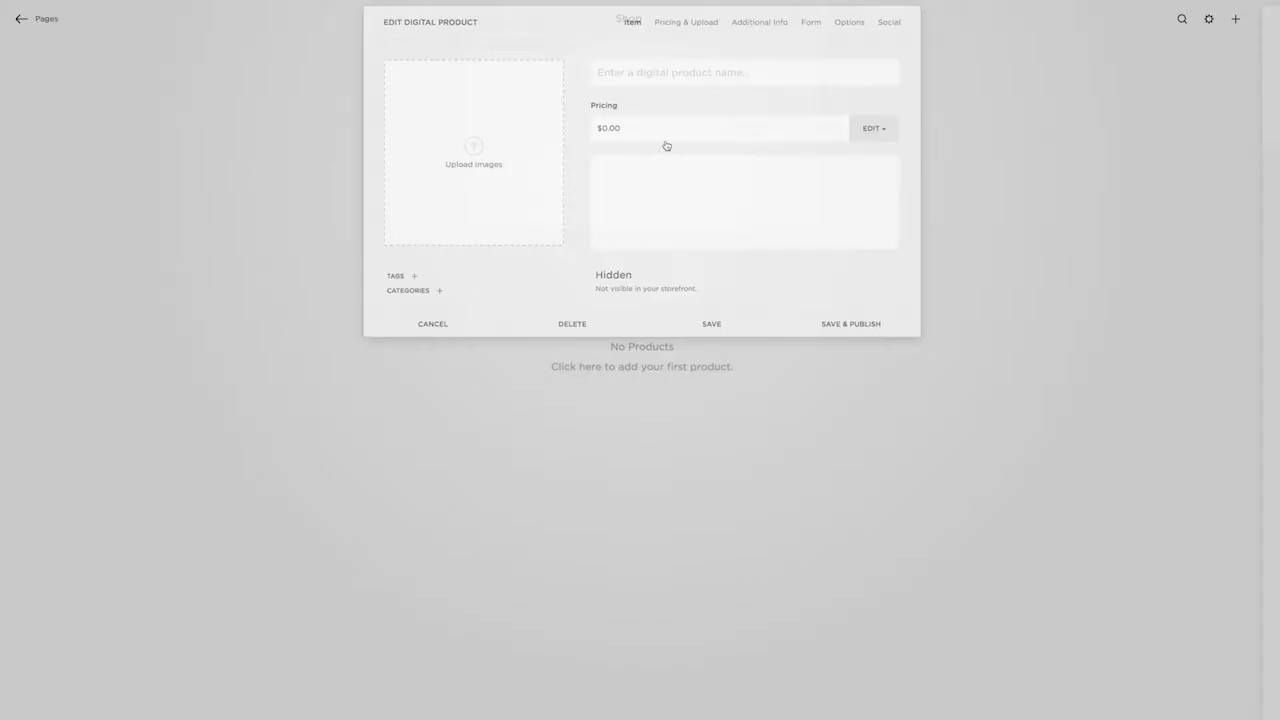 Pages
Shop
EDIT DIGITAL PRODUCT
Item Pricing & Upload Additional Info Form Options Social
Enter a digital product name...
Pricing
$0.00 EDIT
Upload images
TAGS +
CATEGORIES +
Hidden
Not visible in your storefront.
CANCEL DELETE SAVE SAVE & PUBLISH
No Products
Click here to add your first product.